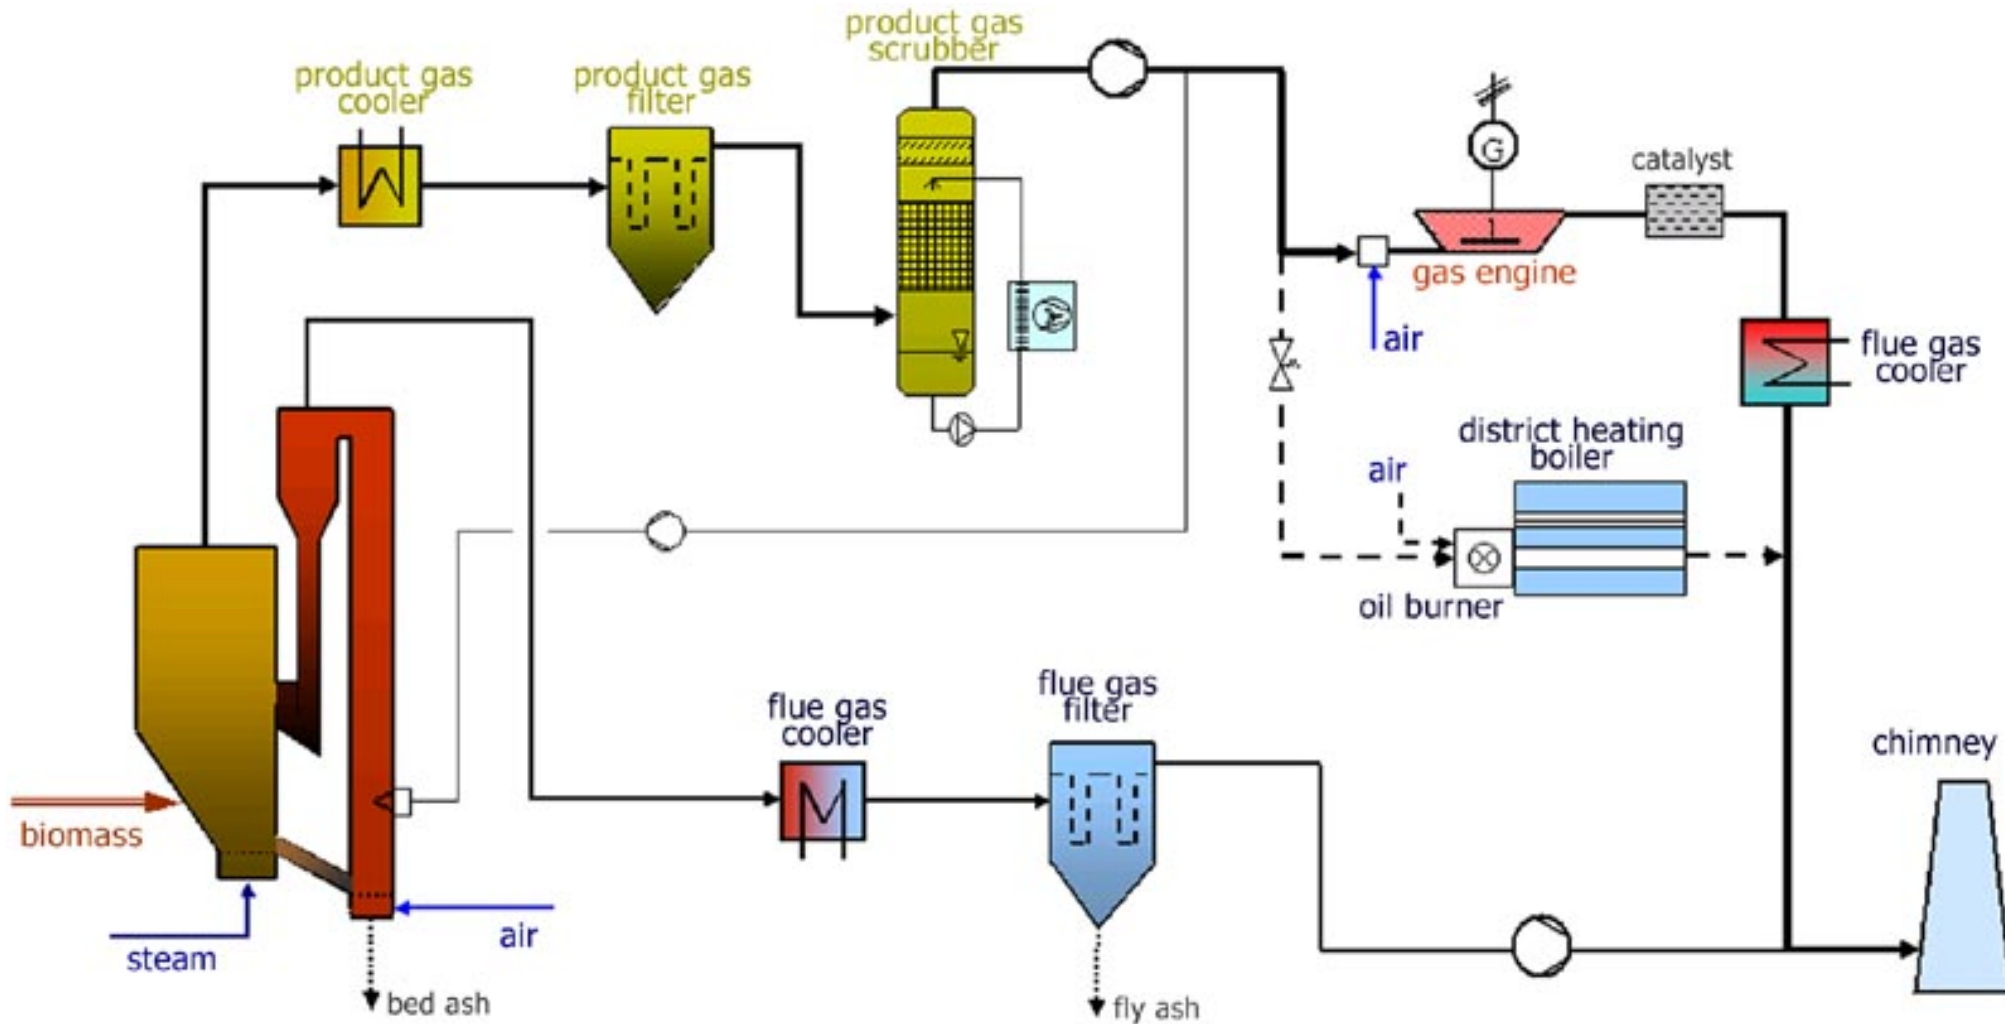 product gas
scrubber
product gas
cooler
product gas
filter
G
catalyst
gas engine
air
flue gas
cooler
district heating
boiler
air
oil burner
flue gas
cooler
flue gas
filter
chimney
biomass
steam
air
bed ash
fly ash